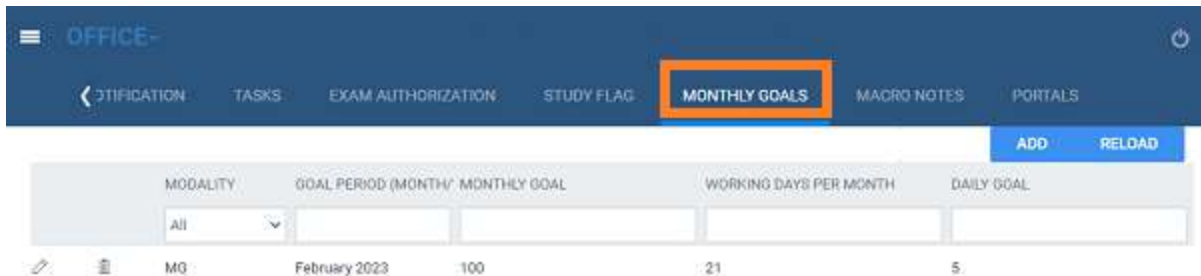 OFFICE-
OTIFICATION TASKS EXAM AUTHORIZATION STUDY FLAG MONTHLY GOALS MACRO NOTES PORTALS
ADD RELOAD
MODALITY GOAL PERIOD (MONTH/ MONTHLY GOAL WORKING DAYS PER MONTH DAILY GOAL
All
MG February 2023 100 21 5